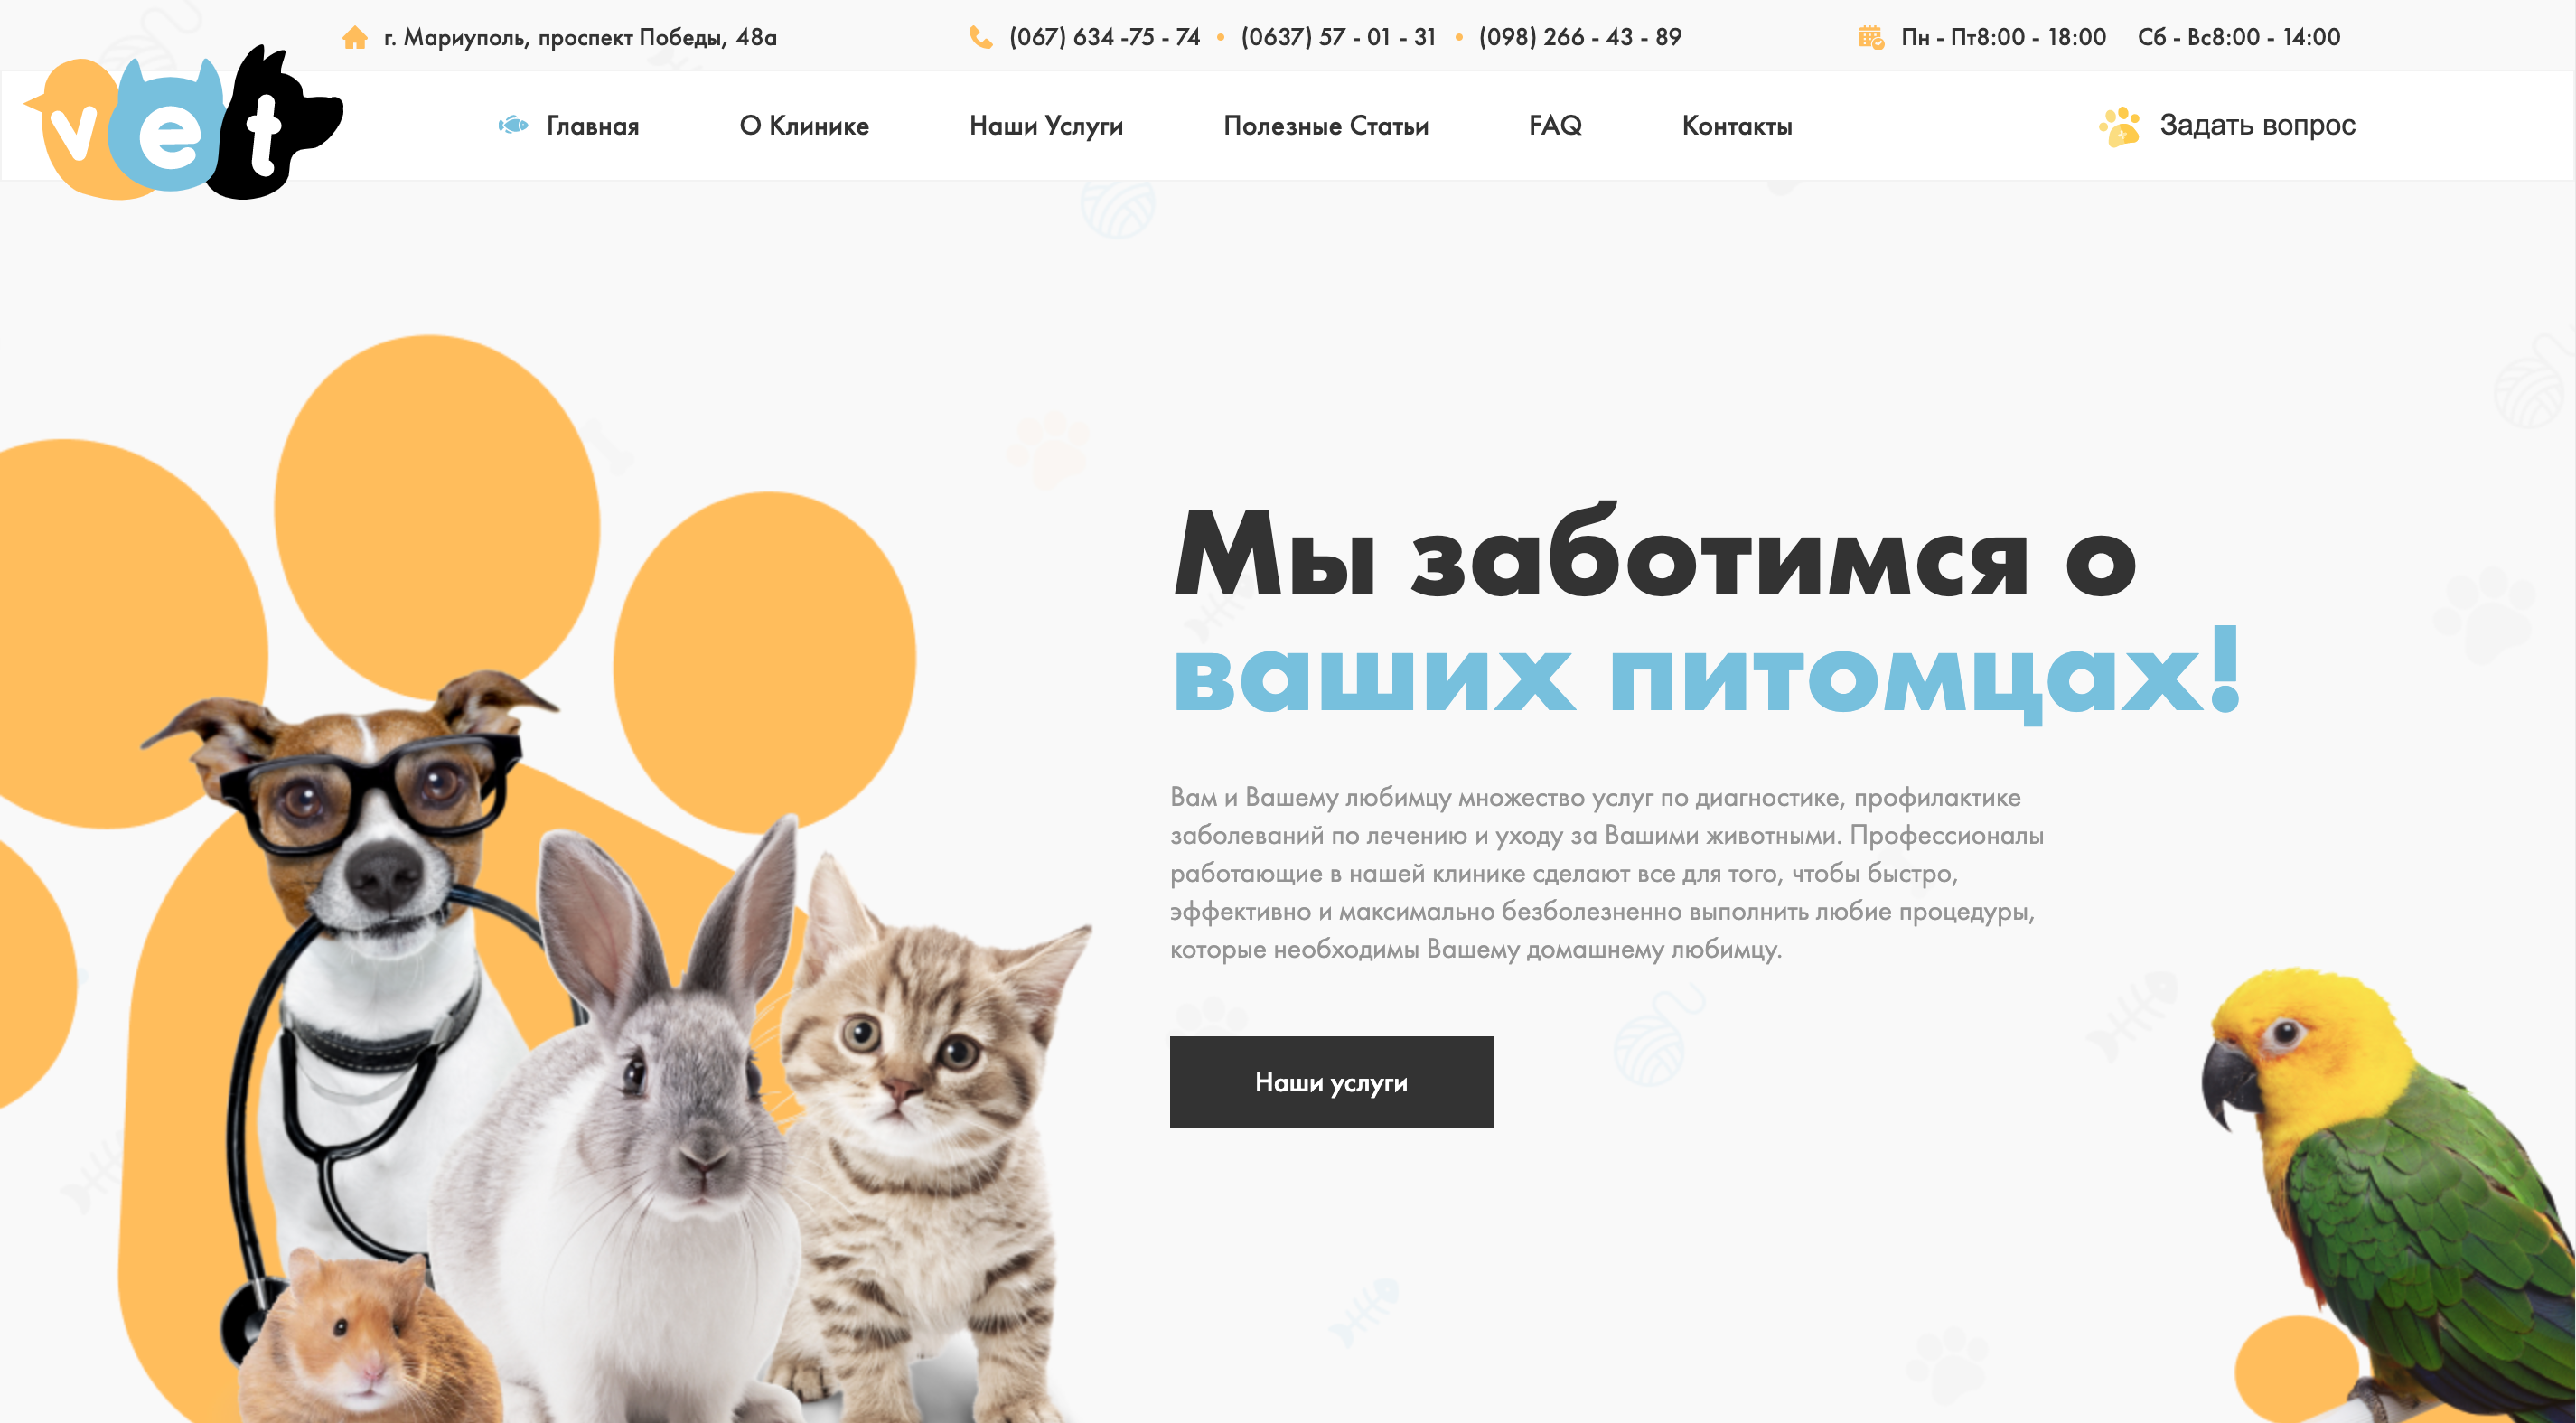 г. Мариуполь, проспект Победы, 48а
(067) 634 -75 - 74 • (0637) 57 - 01 - 31 • (098) 266 - 43 - 89
Пн - Пт8:00 - 18:00 Сб - Вс8:00 - 14:00
vet
Главная
О Клинике
Наши Услуги
Полезные Статьи
FAQ
Контакты
Задать вопрос
Мы заботимся о
ваших питомцах!
Вам и Вашему любимцу множество услуг по диагностике, профилактике
заболеваний по лечению и уходу за Вашими животными. Профессионалы
работающие в нашей клинике сделают все для того, чтобы быстро,
эффективно и максимально безболезненно выполнить любие процедуры,
которые необходимы Вашему домашнему любимцу.
Наши услуги